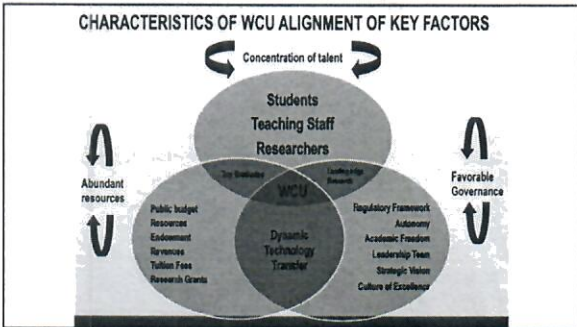 CHARACTERISTICS OF WCU ALIGNMENT OF KEY FACTORS
Concentration of talent
Students
Teaching Staff
Researchers
Top Graduates
Leading-edge
Research
WCU
Abundant
resources
Favorable
Governance
Public budget
Resources
Endowment
Revenues
Tuition Fees
Research Grants
Dynamic
Technology
Transfer
Regulatory Framework
Autonomy
Academic Freedom
Leadership Team
Strategic Vision
Culture of Excellence